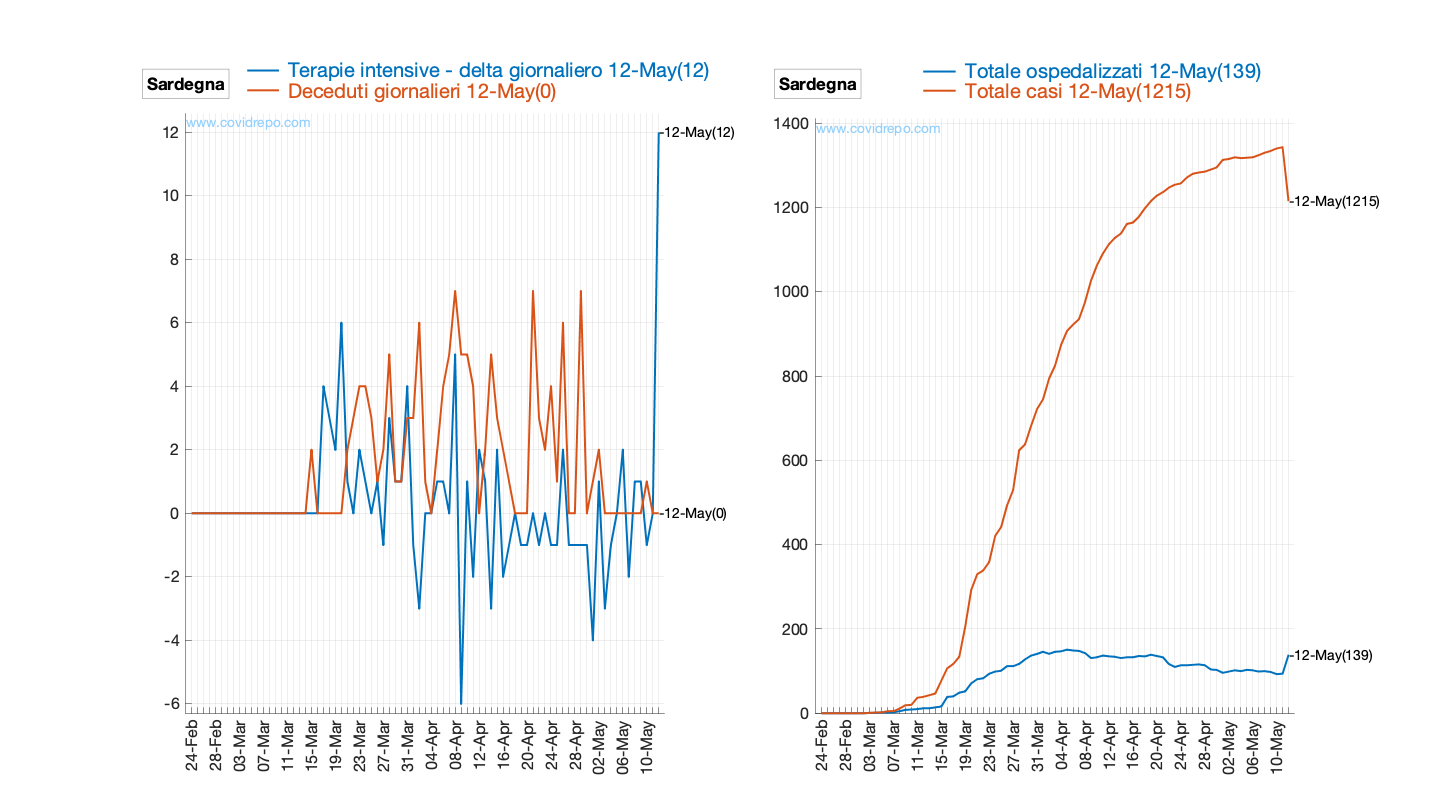 Sardegna
Terapie intensive - delta giornaliero 12-May(12)
Deceduti giornalieri 12-May(0)
www.covidrepo.com
12
10
8
6
4
2
0
-2
-4
-6
12-May(12)
12-May(0)
24-Feb
28-Feb
03-Mar
07-Mar
11-Mar
15-Mar
19-Mar
23-Mar
27-Mar
31-Mar
04-Apr
08-Apr
12-Apr
16-Apr
20-Apr
24-Apr
28-Apr
02-May
06-May
10-May
Sardegna
Totale ospedalizzati 12-May(139)
Totale casi 12-May(1215)
www.covidrepo.com
1400
1200
1000
800
600
400
200
0
12-May(1215)
12-May(139)
24-Feb
28-Feb
03-Mar
07-Mar
11-Mar
15-Mar
19-Mar
23-Mar
27-Mar
31-Mar
04-Apr
08-Apr
12-Apr
16-Apr
20-Apr
24-Apr
28-Apr
02-May
06-May
10-May